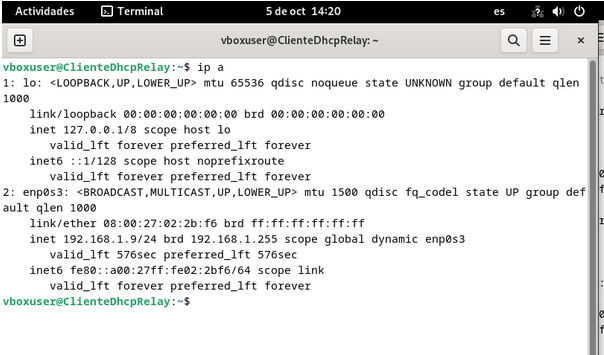 Actividades Terminal 5 de oct 14:20 es
vboxuser@ClienteDhcpRelay: ~
vboxuser@ClienteDhcpRelay:~$ ip a
1: lo: <LOOPBACK,UP,LOWER_UP> mtu 65536 qdisc noqueue state UNKNOWN group default qlen
1000
    link/loopback 00:00:00:00:00:00 brd 00:00:00:00:00:00
    inet 127.0.0.1/8 scope host lo
       valid_lft forever preferred_lft forever
    inet6 ::1/128 scope host noprefixroute
       valid_lft forever preferred_lft forever
2: enp0s3: <BROADCAST,MULTICAST,UP,LOWER_UP> mtu 1500 qdisc fq_codel state UP group def
ault qlen 1000
    link/ether 08:00:27:02:2b:f6 brd ff:ff:ff:ff:ff:ff
    inet 192.168.1.9/24 brd 192.168.1.255 scope global dynamic enp0s3
       valid_lft 576sec preferred_lft 576sec
    inet6 fe80::a00:27ff:fe02:2bf6/64 scope link
       valid_lft forever preferred_lft forever
vboxuser@ClienteDhcpRelay:~$